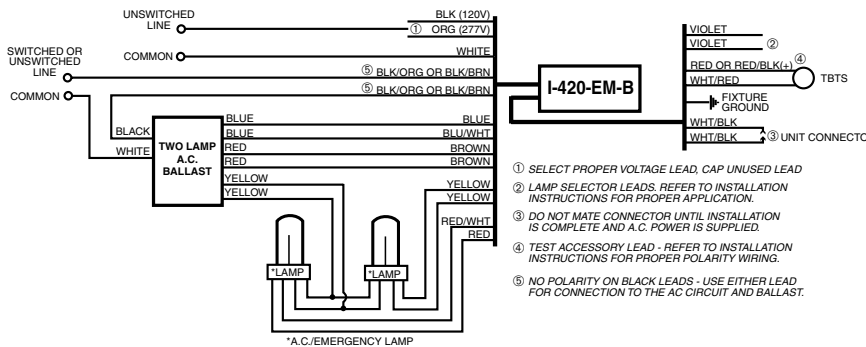 UNSWITCHED
LINE
BLK (120V)
① ORG (277V)
COMMON
WHITE
SWITCHED OR
UNSWITCHED
LINE
⑤ BLK/ORG OR BLK/BRN
COMMON
⑤ BLK/ORG OR BLK/BRN
BLACK
WHITE
TWO LAMP
A.C.
BALLAST
BLUE
BLUE
RED
RED
YELLOW
YELLOW
BLUE
BLU/WHT
BROWN
BROWN
YELLOW
YELLOW
RED/WHT
RED
*LAMP
*LAMP
*A.C./EMERGENCY LAMP
I-420-EM-B
VIOLET
VIOLET ②
RED OR RED/BLK(+) ④
WHT/RED
TBTS
FIXTURE
GROUND
WHT/BLK
WHT/BLK
③ UNIT CONNECTO
① SELECT PROPER VOLTAGE LEAD, CAP UNUSED LEAD
② LAMP SELECTOR LEADS. REFER TO INSTALLATION
INSTRUCTIONS FOR PROPER APPLICATION.
③ DO NOT MATE CONNECTOR UNTIL INSTALLATION
IS COMPLETE AND A.C. POWER IS SUPPLIED.
④ TEST ACCESSORY LEAD - REFER TO INSTALLATION
INSTRUCTIONS FOR PROPER POLARITY WIRING.
⑤ NO POLARITY ON BLACK LEADS - USE EITHER LEAD
FOR CONNECTION TO THE AC CIRCUIT AND BALLAST.